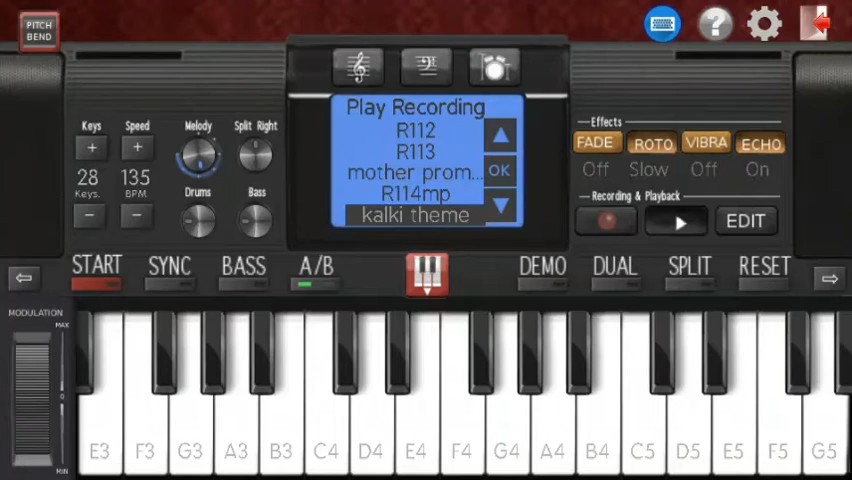 PITCH
BEND
?
Keys
Speed
Melody
Split Right
28
Keys.
135
BPM
Drums
Bass
Play Recording
R112
R113
mother prom...
R114mp
kalki theme
OK
Effects
FADE
ROTO
VIBRA
ECHO
Off
Slow
Off
On
Recording & Playback
EDIT
START
SYNC
BASS
A/B
DEMO
DUAL
SPLIT
RESET
MODULATION
MAX
0
MIN
E3
F3
G3
A3
B3
C4
D4
E4
F4
G4
A4
B4
C5
D5
E5
F5
G5